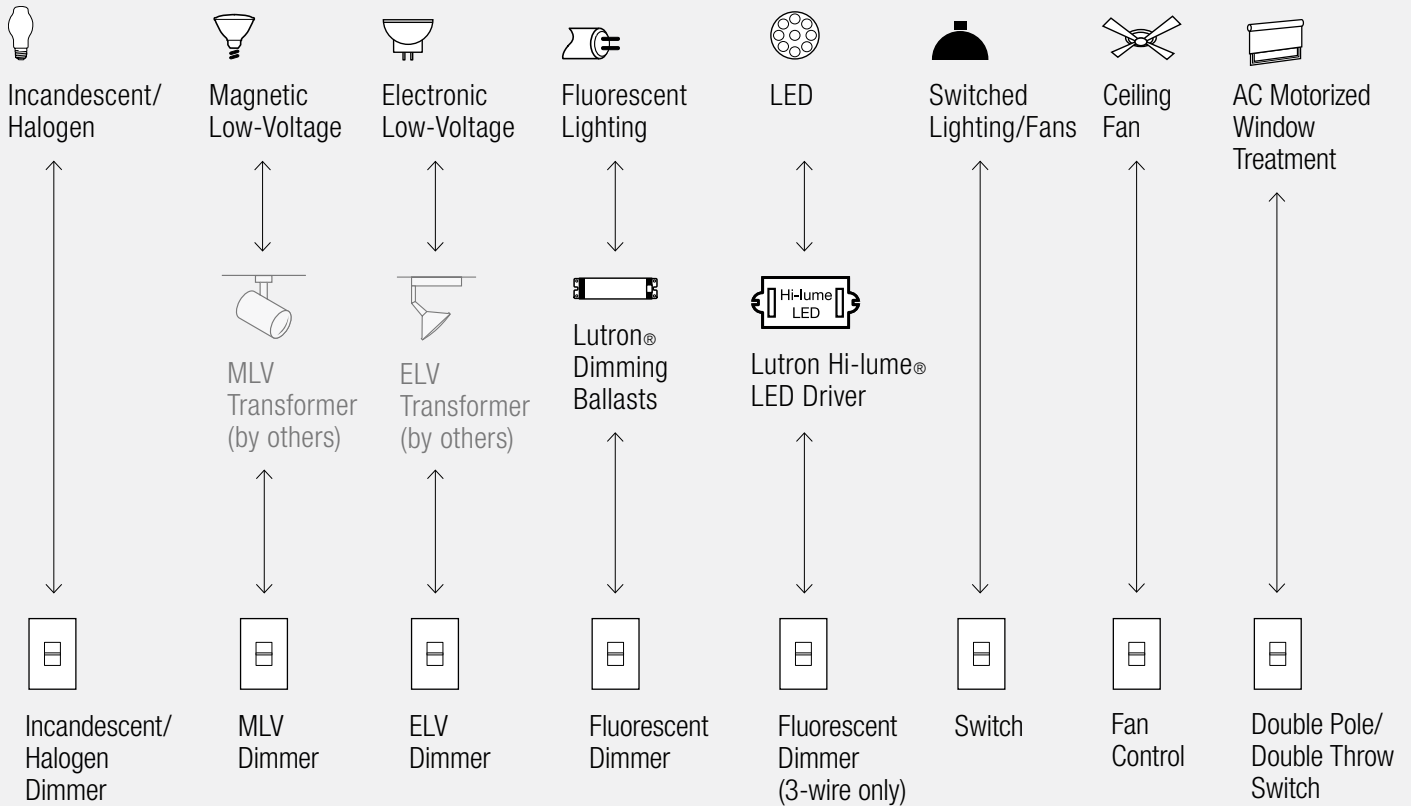 Incandescent/
Halogen
Magnetic
Low-Voltage
Electronic
Low-Voltage
Fluorescent
Lighting
LED
Switched
Lighting/Fans
Ceiling
Fan
AC Motorized
Window
Treatment
MLV
Transformer
(by others)
ELV
Transformer
(by others)
Lutron®
Dimming
Ballasts
Hi-lume
LED
Lutron Hi-lume®
LED Driver
Incandescent/
Halogen
Dimmer
MLV
Dimmer
ELV
Dimmer
Fluorescent
Dimmer
Fluorescent
Dimmer
(3-wire only)
Switch
Fan
Control
Double Pole/
Double Throw
Switch